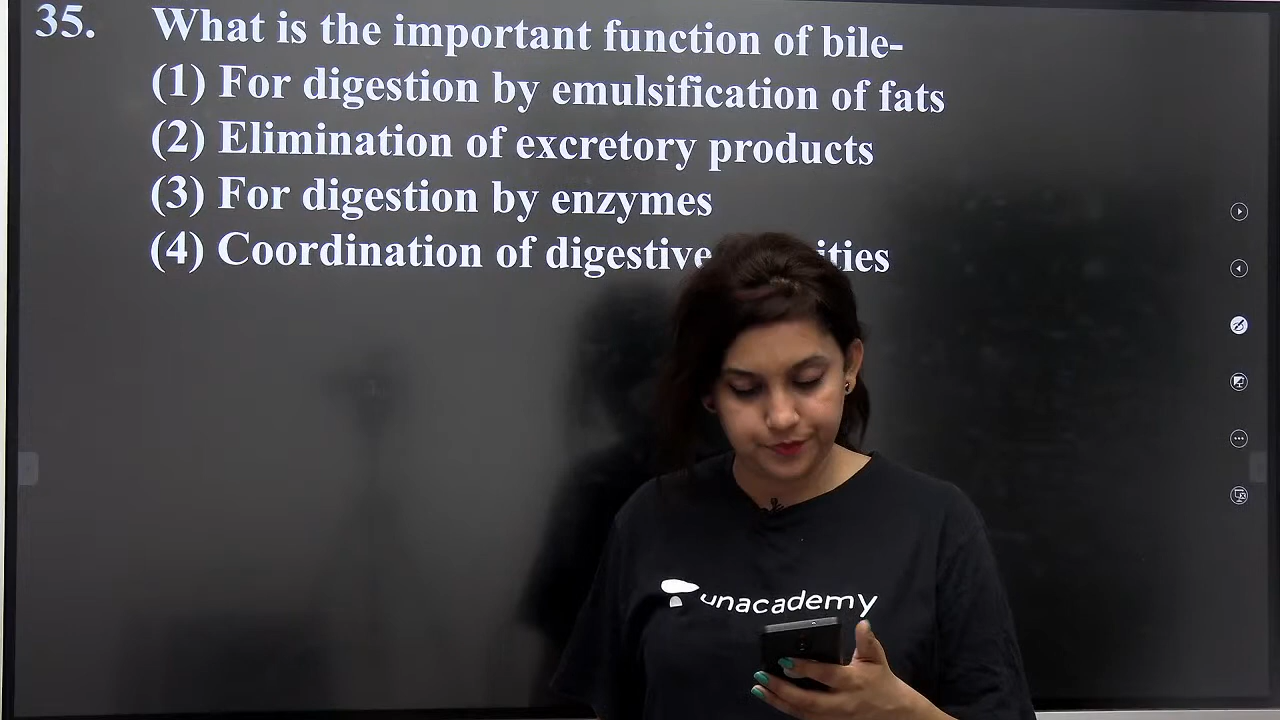 35. What is the important function of bile-
(1) For digestion by emulsification of fats
(2) Elimination of excretory products
(3) For digestion by enzymes
(4) Coordination of digestive
unacademy